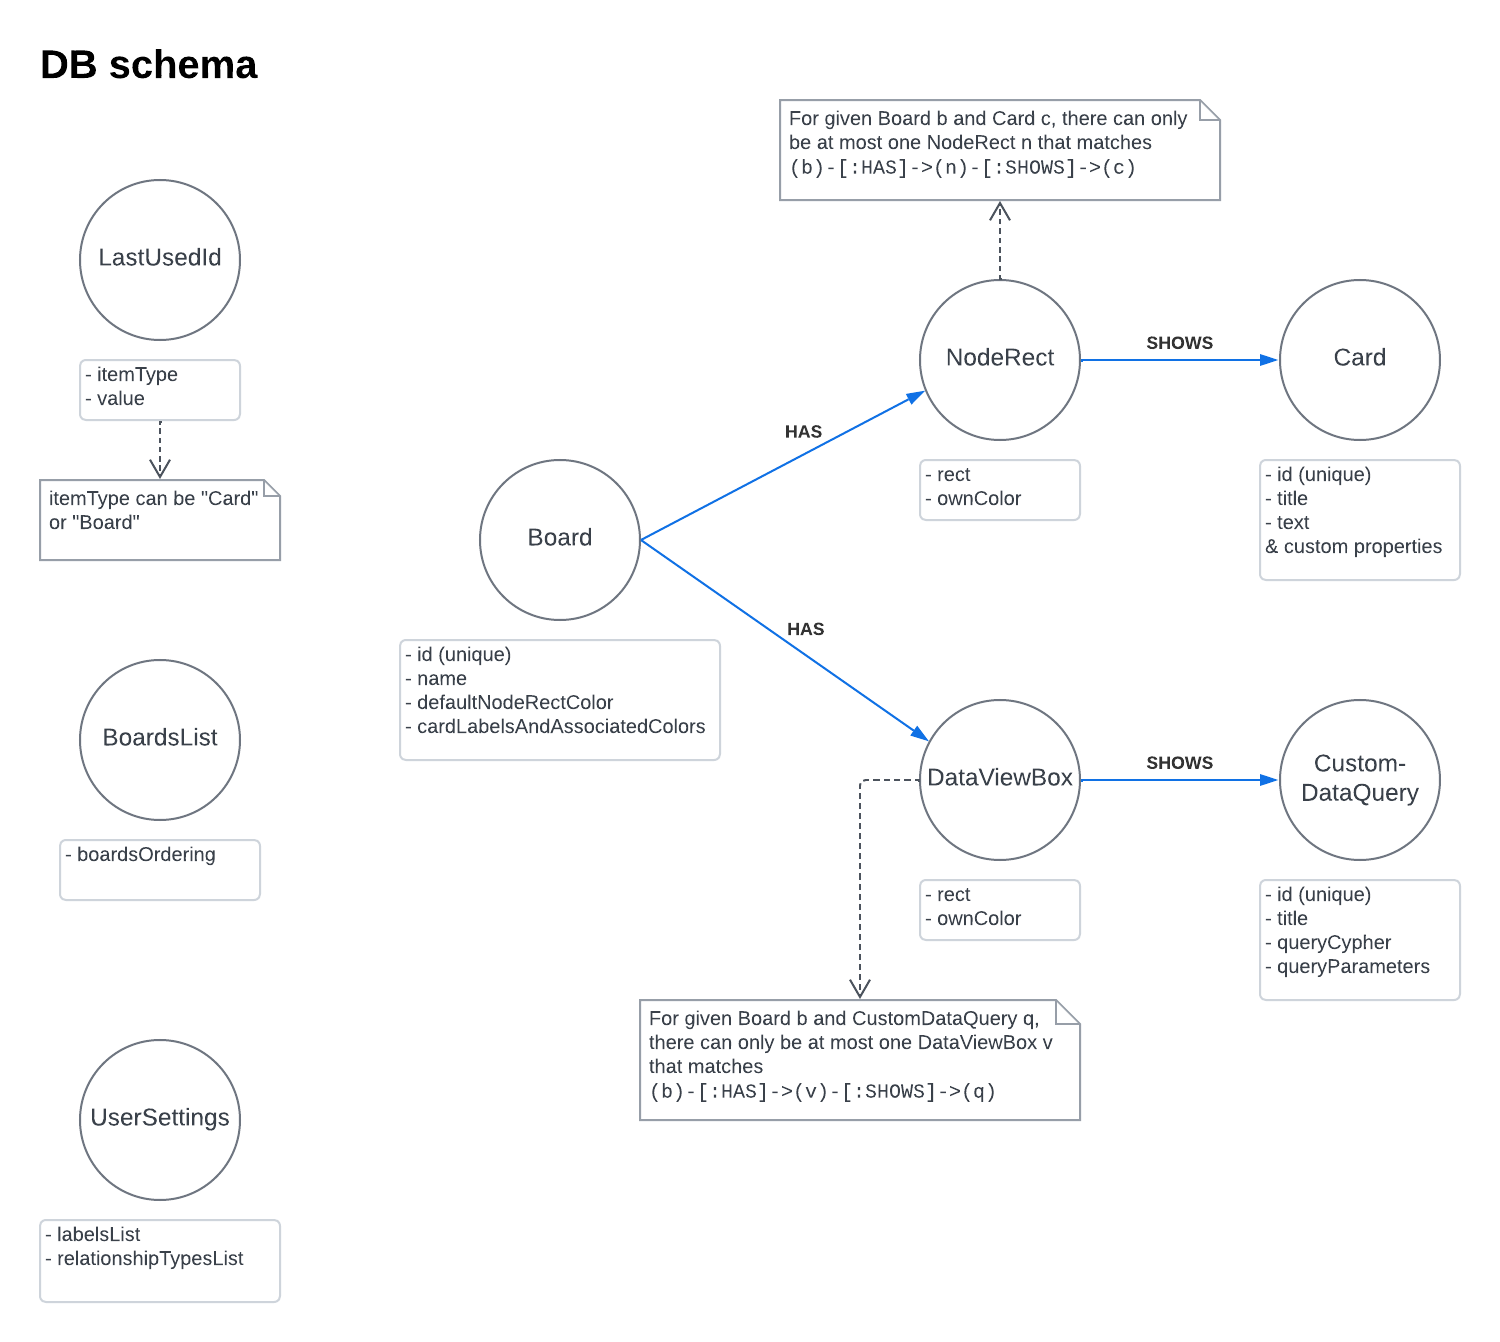 DB schema
For given Board b and Card c, there can only
be at most one NodeRect n that matches
(b)-[:HAS]->(n)-[:SHOWS]->(c)
LastUsedId
- itemType
- value
itemType can be "Card"
or "Board"
NodeRect
SHOWS
Card
- rect
- ownColor
- id (unique)
- title
- text
& custom properties
HAS
Board
- id (unique)
- name
- defaultNodeRectColor
- cardLabelsAndAssociatedColors
HAS
BoardsList
- boardsOrdering
DataViewBox
SHOWS
Custom-
DataQuery
- rect
- ownColor
- id (unique)
- title
- queryCypher
- queryParameters
For given Board b and CustomDataQuery q,
there can only be at most one DataViewBox v
that matches
(b)-[:HAS]->(v)-[:SHOWS]->(q)
UserSettings
- labelsList
- relationshipTypesList